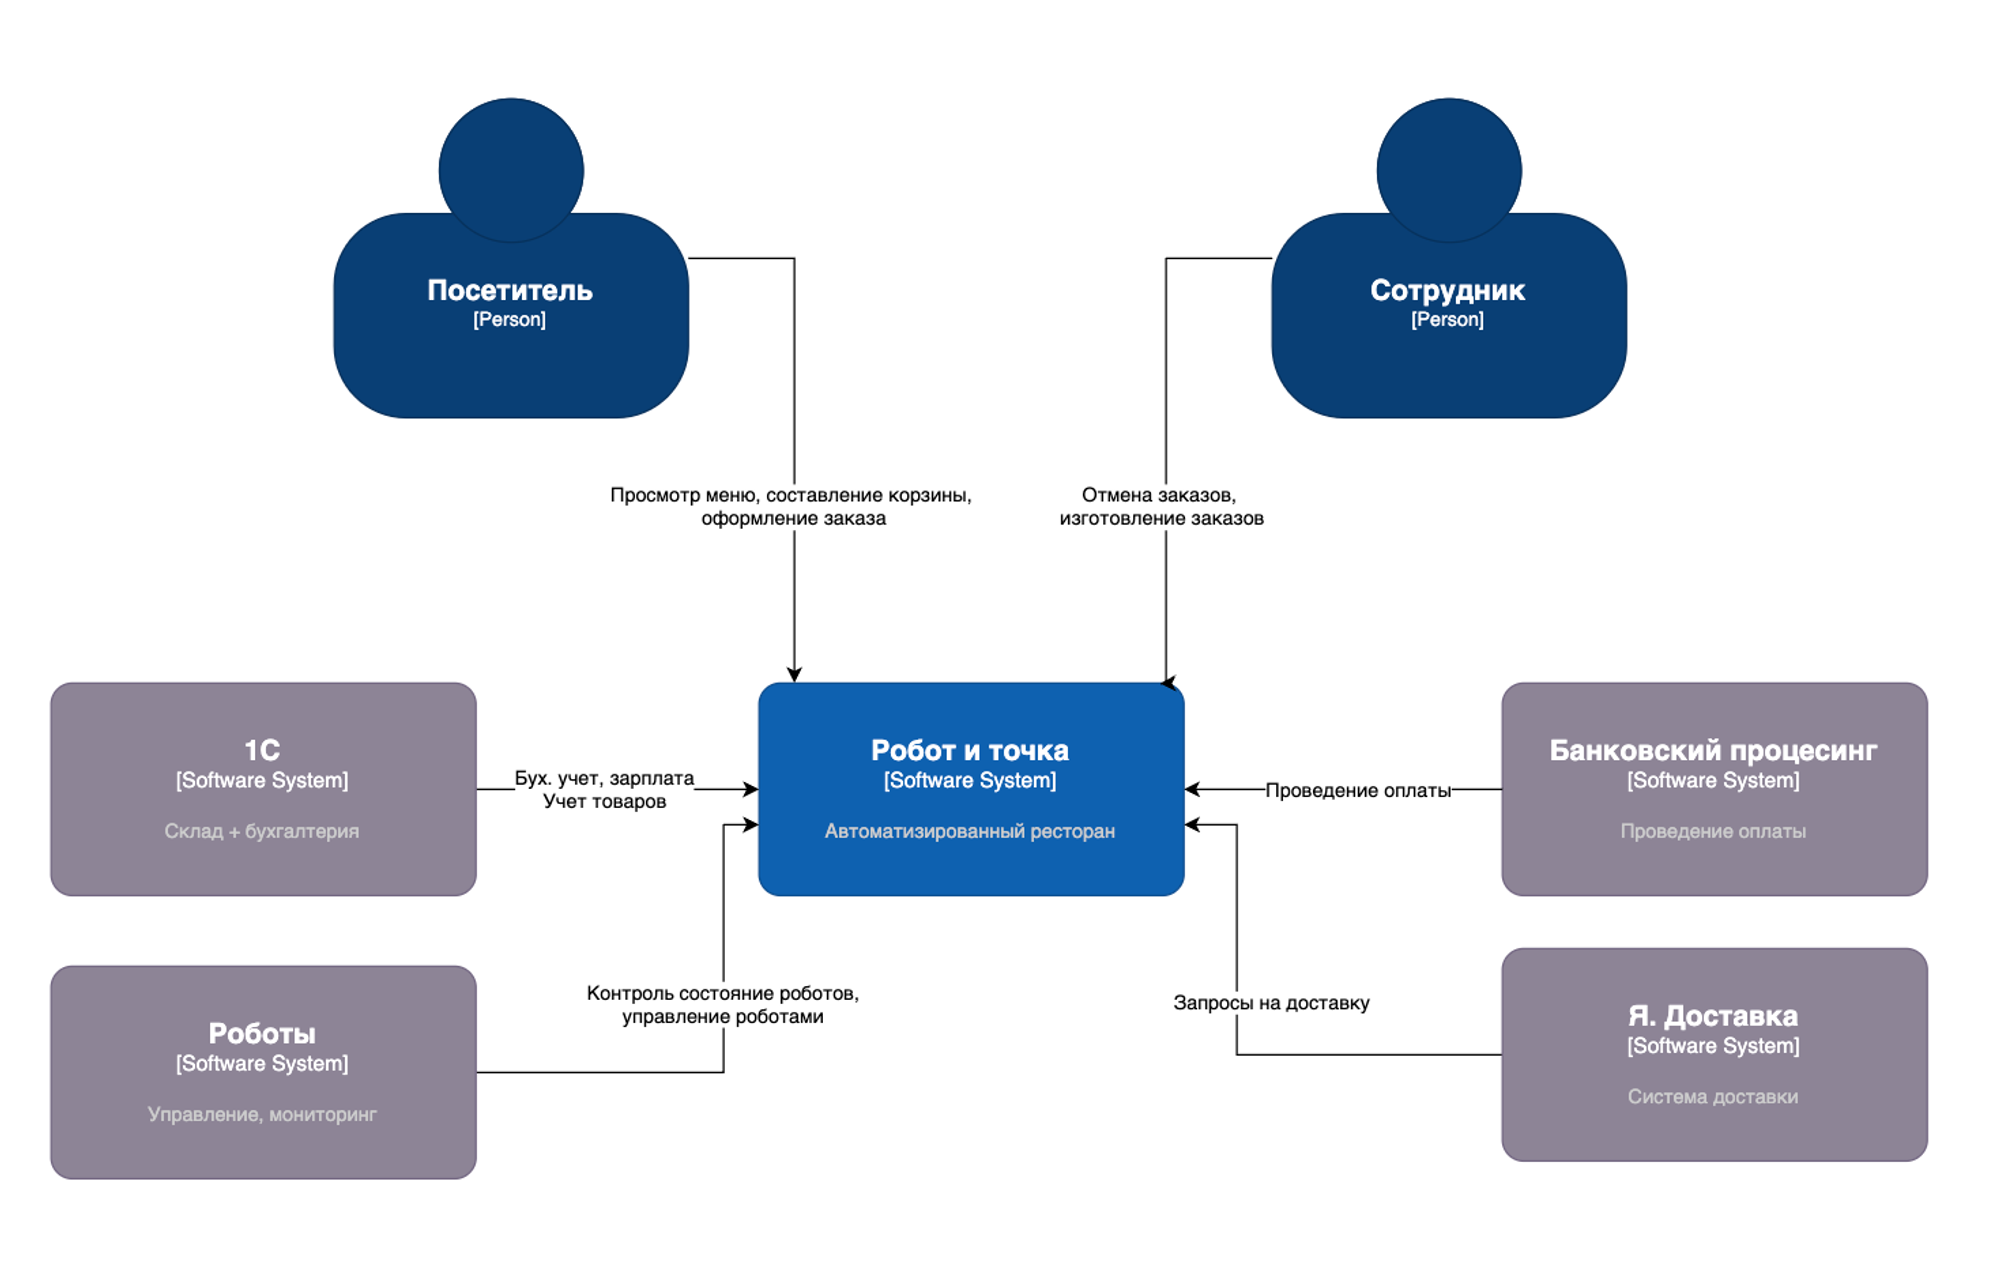 Посетитель
[Person]
Сотрудник
[Person]
Просмотр меню, составление корзины,
оформление заказа
Отмена заказов,
изготовление заказов
1С
[Software System]
Склад + бухгалтерия
Бух. учет, зарплата
Учет товаров
Робот и точка
[Software System]
Автоматизированный ресторан
Проведение оплаты
Банковский процесинг
[Software System]
Проведение оплаты
Роботы
[Software System]
Управление, мониторинг
Контроль состояние роботов,
управление роботами
Запросы на доставку
Я. Доставка
[Software System]
Система доставки